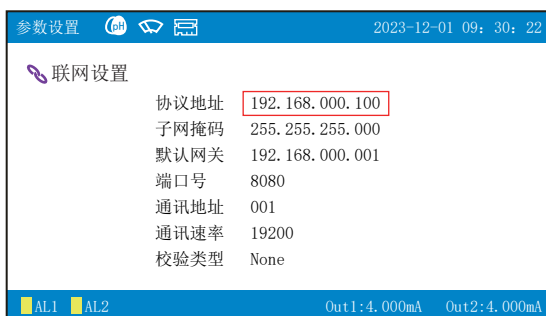 参数设置 pH 2023-12-01 09：30：22
联网设置
协议地址 192.168.000.100
子网掩码 255.255.255.000
默认网关 192.168.000.001
端口号 8080
通讯地址 001
通讯速率 19200
校验类型 None
AL1 AL2 Out1:4.000mA Out2:4.000mA